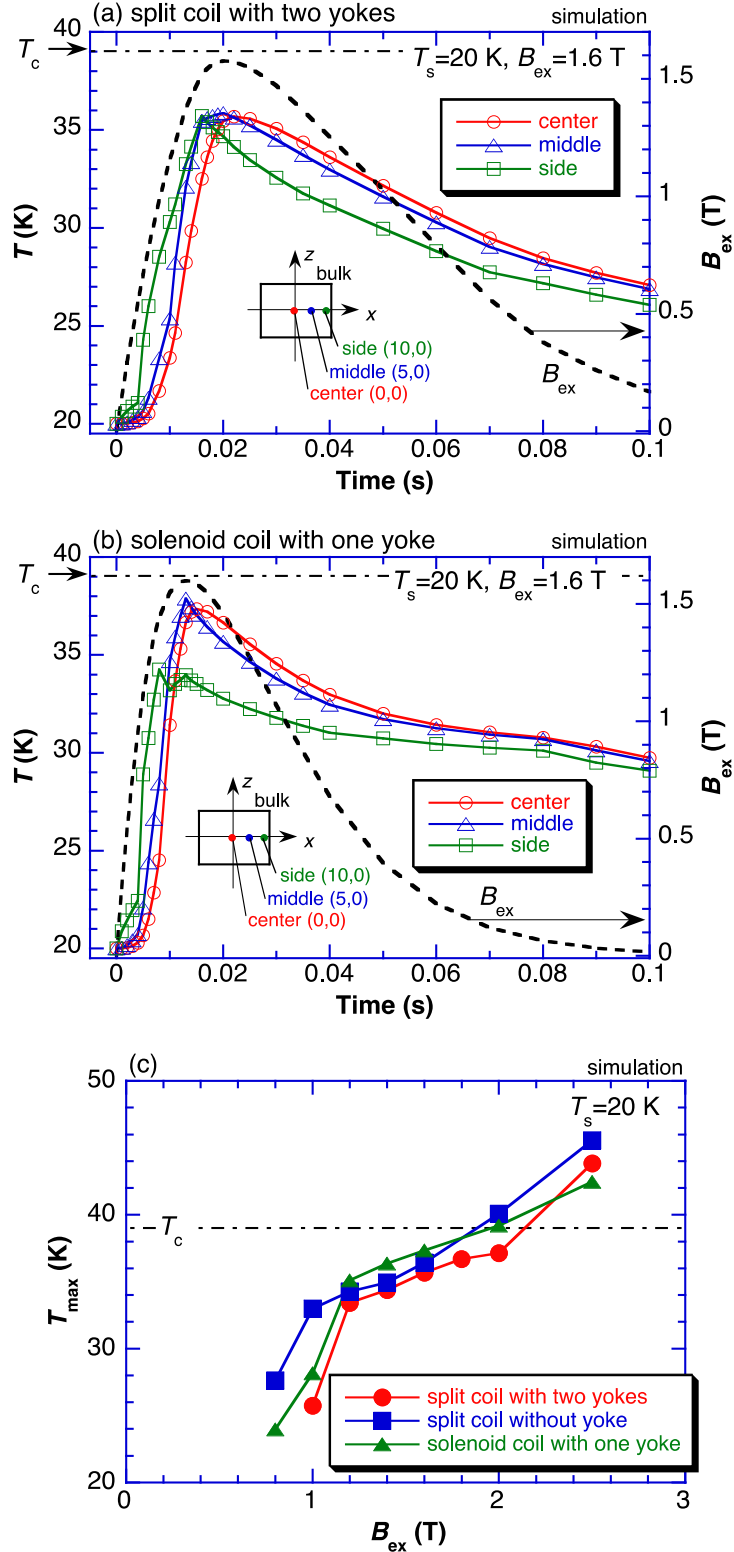 (a) split coil with two yokes
simulation
40
35
30
25
20
Tc
T (K)
Ts=20 K, Bex=1.6 T
center
middle
side
z
bulk
x
side (10,0)
middle (5,0)
center (0,0)
Bex
1.5
1
0.5
0
Bex (T)
0 0.02 0.04 0.06 0.08 0.1
Time (s)
(b) solenoid coil with one yoke
simulation
40
35
30
25
20
Tc
T (K)
Ts=20 K, Bex=1.6 T
z
bulk
x
side (10,0)
middle (5,0)
center (0,0)
center
middle
side
Bex
1.5
1
0.5
0
Bex (T)
0 0.02 0.04 0.06 0.08 0.1
Time (s)
(c)
simulation
50
40
30
20
Tmax (K)
Ts=20 K
Tc
split coil with two yokes
split coil without yoke
solenoid coil with one yoke
0 1 2 3
Bex (T)